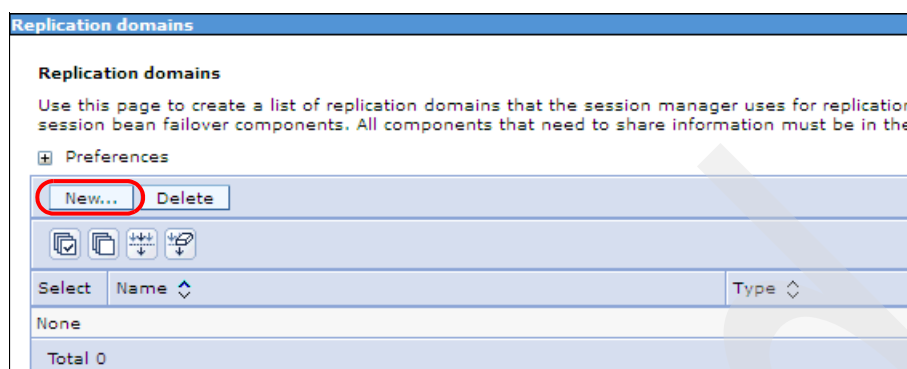 Replication domains
Replication domains
Use this page to create a list of replication domains that the session manager uses for replication
session bean failover components. All components that need to share information must be in the
Preferences
New... Delete
Select Name Type
None
Total 0